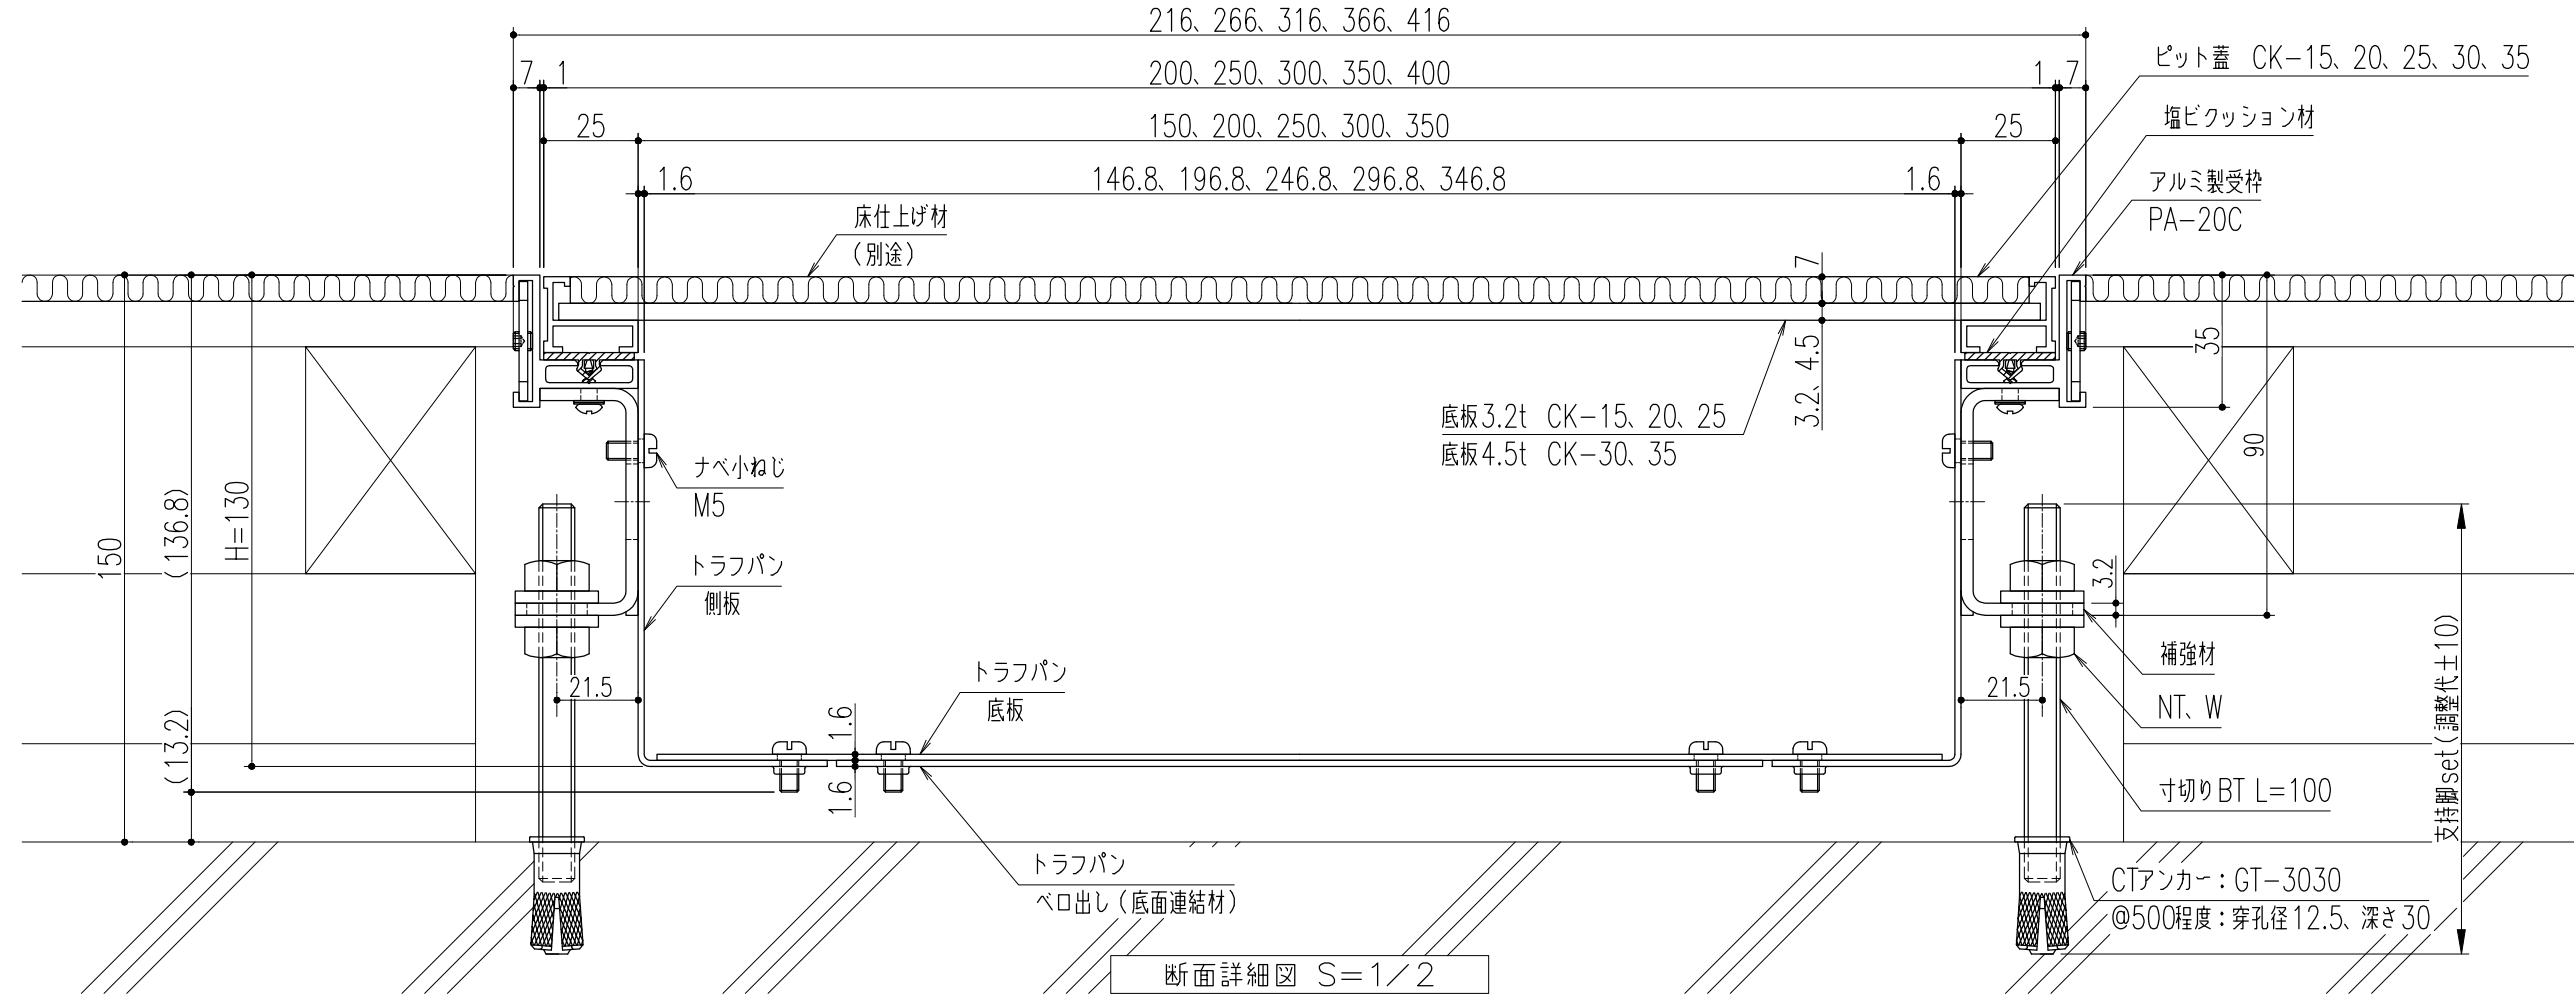 216、266、316、366、416
7
1
200、250、300、350、400
1
7
ピット蓋 CK-15、20、25、30、35
25
150、200、250、300、350
25
塩ビクッション材
1.6
146.8、196.8、246.8、296.8、346.8
1.6
アルミ製受枠
PA-20C
床仕上げ材
(別途)
7
3.2、4.5
35
90
底板3.2t CK-15、20、25
底板4.5t CK-30、35
ナベ小ねじ
M5
150
(136.8)
H=130
(13.2)
トラフパン
側板
3.2
補強材
21.5
21.5
NT、W
トラフパン
底板
1.6
1.6
寸切りBT L=100
支持脚set(調整代±10)
トラフパン
ベロ出し(底面連結材)
CTアンカー:GT-3030
@500程度:穿孔径12.5、深さ30
断面詳細図 S=1/2